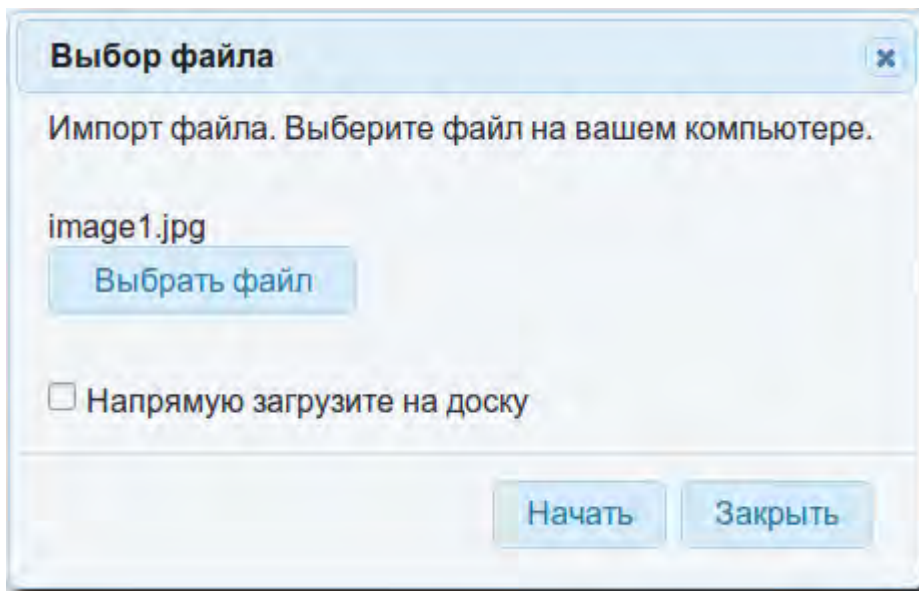 Выбор файла
Импорт файла. Выберите файл на вашем компьютере.
image1.jpg
Выбрать файл
Напрямую загрузите на доску
Начать Закрыть